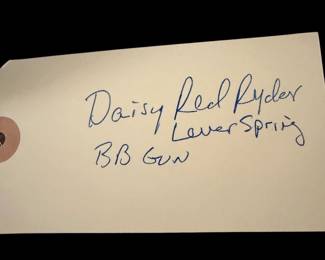 Daisy Red Ryder
Lever Spring
BB GUN